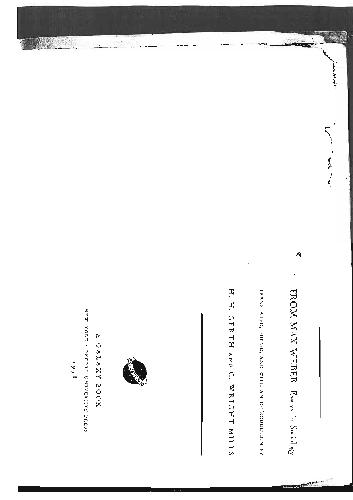 FROM MAX WEBER: Essays in Sociology
TRANSLATED, EDITED, AND WITH AN INTRODUCTION BY
H. H. GERTH AND C. WRIGHT MILLS
A GALAXY BOOK
NEW YORK OXFORD UNIVERSITY PRESS
1958